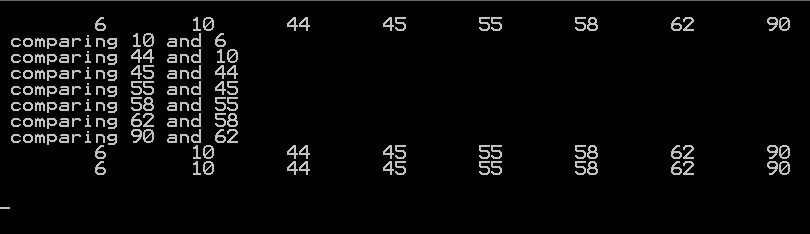 6 10 44 45 55 58 62 90
comparing 10 and 6
comparing 44 and 10
comparing 45 and 44
comparing 55 and 45
comparing 58 and 55
comparing 62 and 58
comparing 90 and 62
6 10 44 45 55 58 62 90
6 10 44 45 55 58 62 90